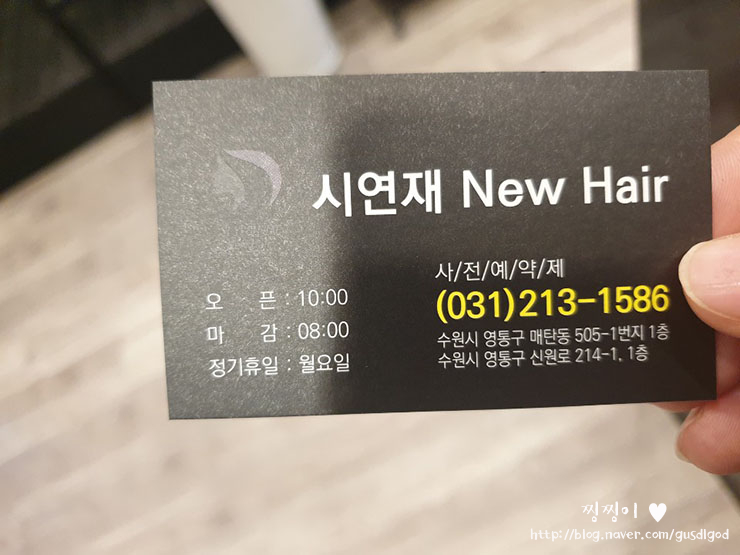 시연재 New Hair
사/전/예/약/제
(031)213-1586
수원시 영통구 매탄동 505-1번지 1층
수원시 영통구 신원로 214-1. 1층
오 픈 : 10:00
마 감 : 08:00
정기휴일 : 월요일
찡찡이 ♥
http://blog.naver.com/gusdlgod